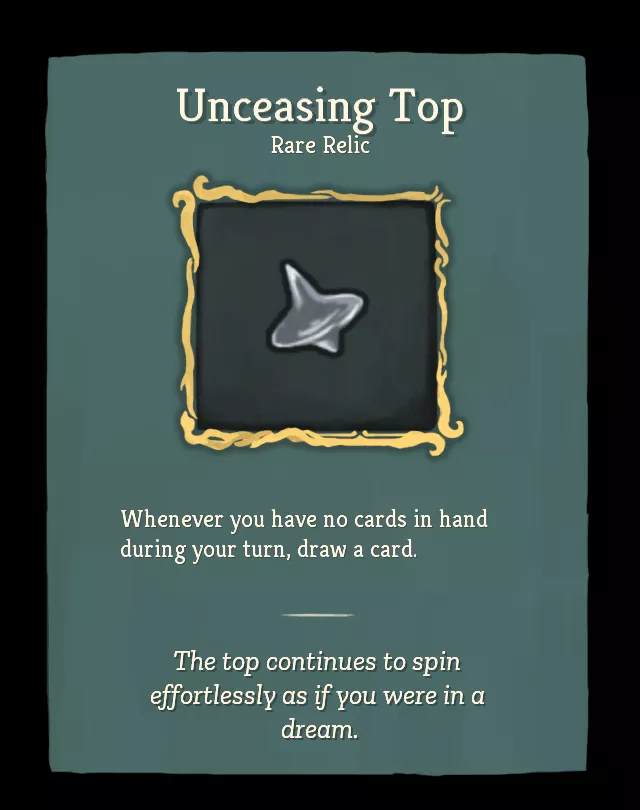 Unceasing Top
Rare Relic
Whenever you have no cards in hand
during your turn, draw a card.
The top continues to spin
effortlessly as if you were in a
dream.